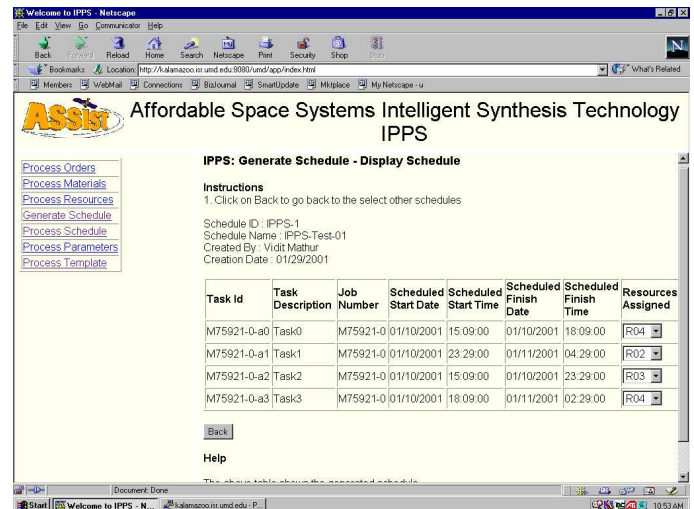 Welcome to IPPS - Netscape
File Edit View Go Communicator Help
Back Forward Reload Home Search Netscape Print Security Shop Stop
Bookmarks Location: http://kalamazoo.isr.umd.edu:8080/umd/app/index.html What's Related
Members WebMail Connections BizJournal SmartUpdate Mktplace My Netscape - u
ASSIST
Affordable Space Systems Intelligent Synthesis Technology
IPPS
Process Orders
Process Materials
Process Resources
Generate Schedule
Process Schedule
Process Parameters
Process Template
IPPS: Generate Schedule - Display Schedule
Instructions
1. Click on Back to go back to the select other schedules
Schedule ID : IPPS-1
Schedule Name : IPPS-Test-01
Created By : Vidit Mathur
Creation Date : 01/29/2001
Task Id Task Description Job Number Scheduled Start Date Scheduled Start Time Scheduled Finish Date Scheduled Finish Time Resources Assigned
M75921-0-a0 Task0 M75921-0 01/10/2001 15:09:00 01/10/2001 18:09:00 R04
M75921-0-a1 Task1 M75921-0 01/10/2001 23:29:00 01/11/2001 04:29:00 R02
M75921-0-a2 Task2 M75921-0 01/10/2001 15:09:00 01/10/2001 23:29:00 R03
M75921-0-a3 Task3 M75921-0 01/10/2001 18:09:00 01/11/2001 02:29:00 R04
Back
Help
The above table shows the generated schedule
Document: Done
Start Welcome to IPPS - N... kalamazoo.isr.umd.edu - P... 10:53 AM